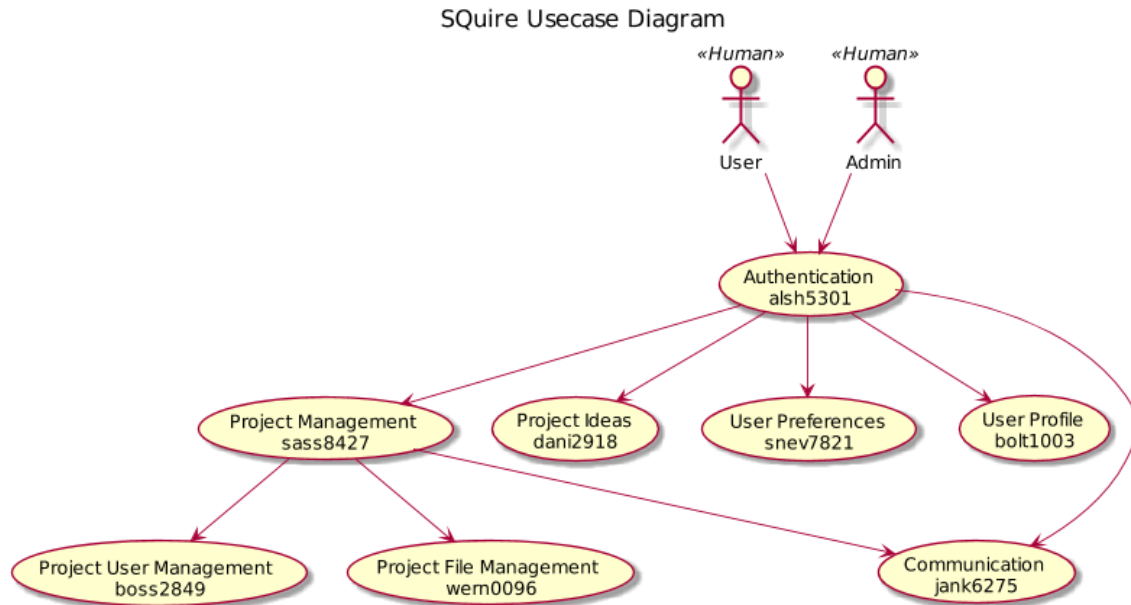 SQuire Usecase Diagram
«Human» «Human»
User Admin
Authentication
alsh5301
Project Management
sass8427
Project Ideas
dani2918
User Preferences
snev7821
User Profile
bolt1003
Project User Management
boss2849
Project File Management
wern0096
Communication
jank6275